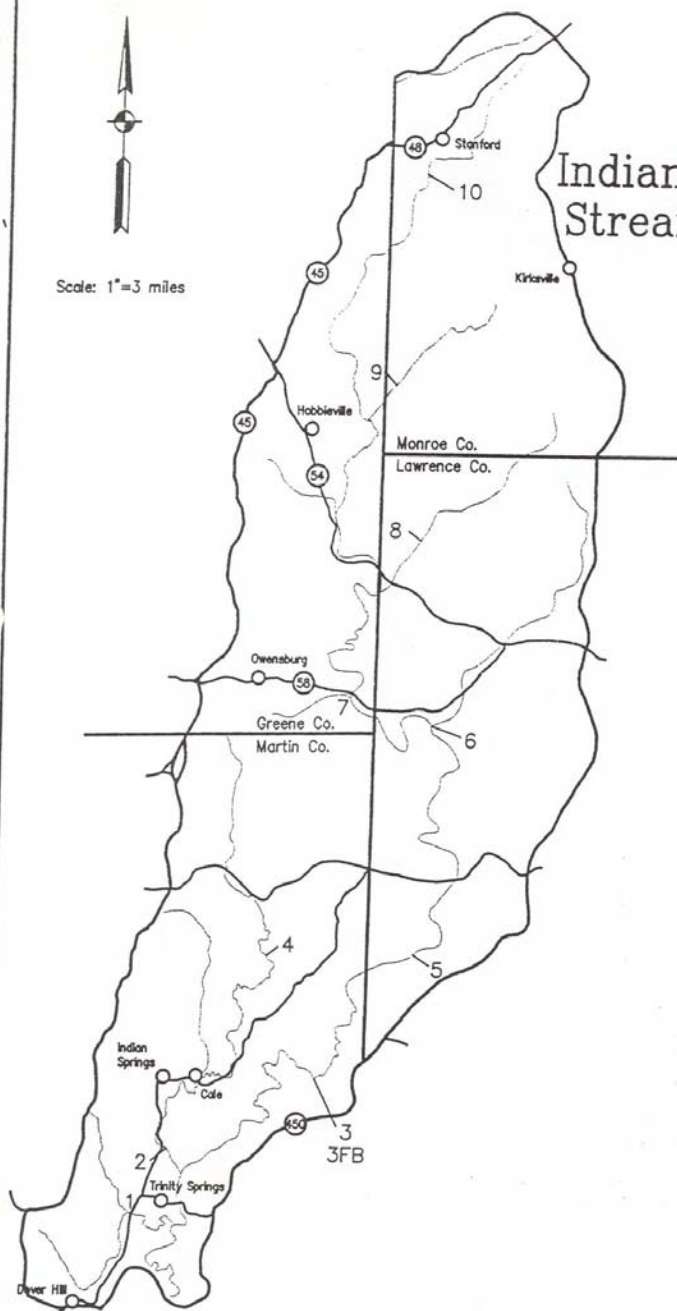 48
Stanford
Indian
Strea
10
Kirksville
Scale: 1"=3 miles
45
9
45
Hobbieville
Monroe Co.
Lawrence Co.
54
8
Owensburg
58
7
Greene Co.
Martin Co.
6
4
5
Indian
Springs
Cale
3
3FB
450
2
Trinity Springs
1
Dover Hill